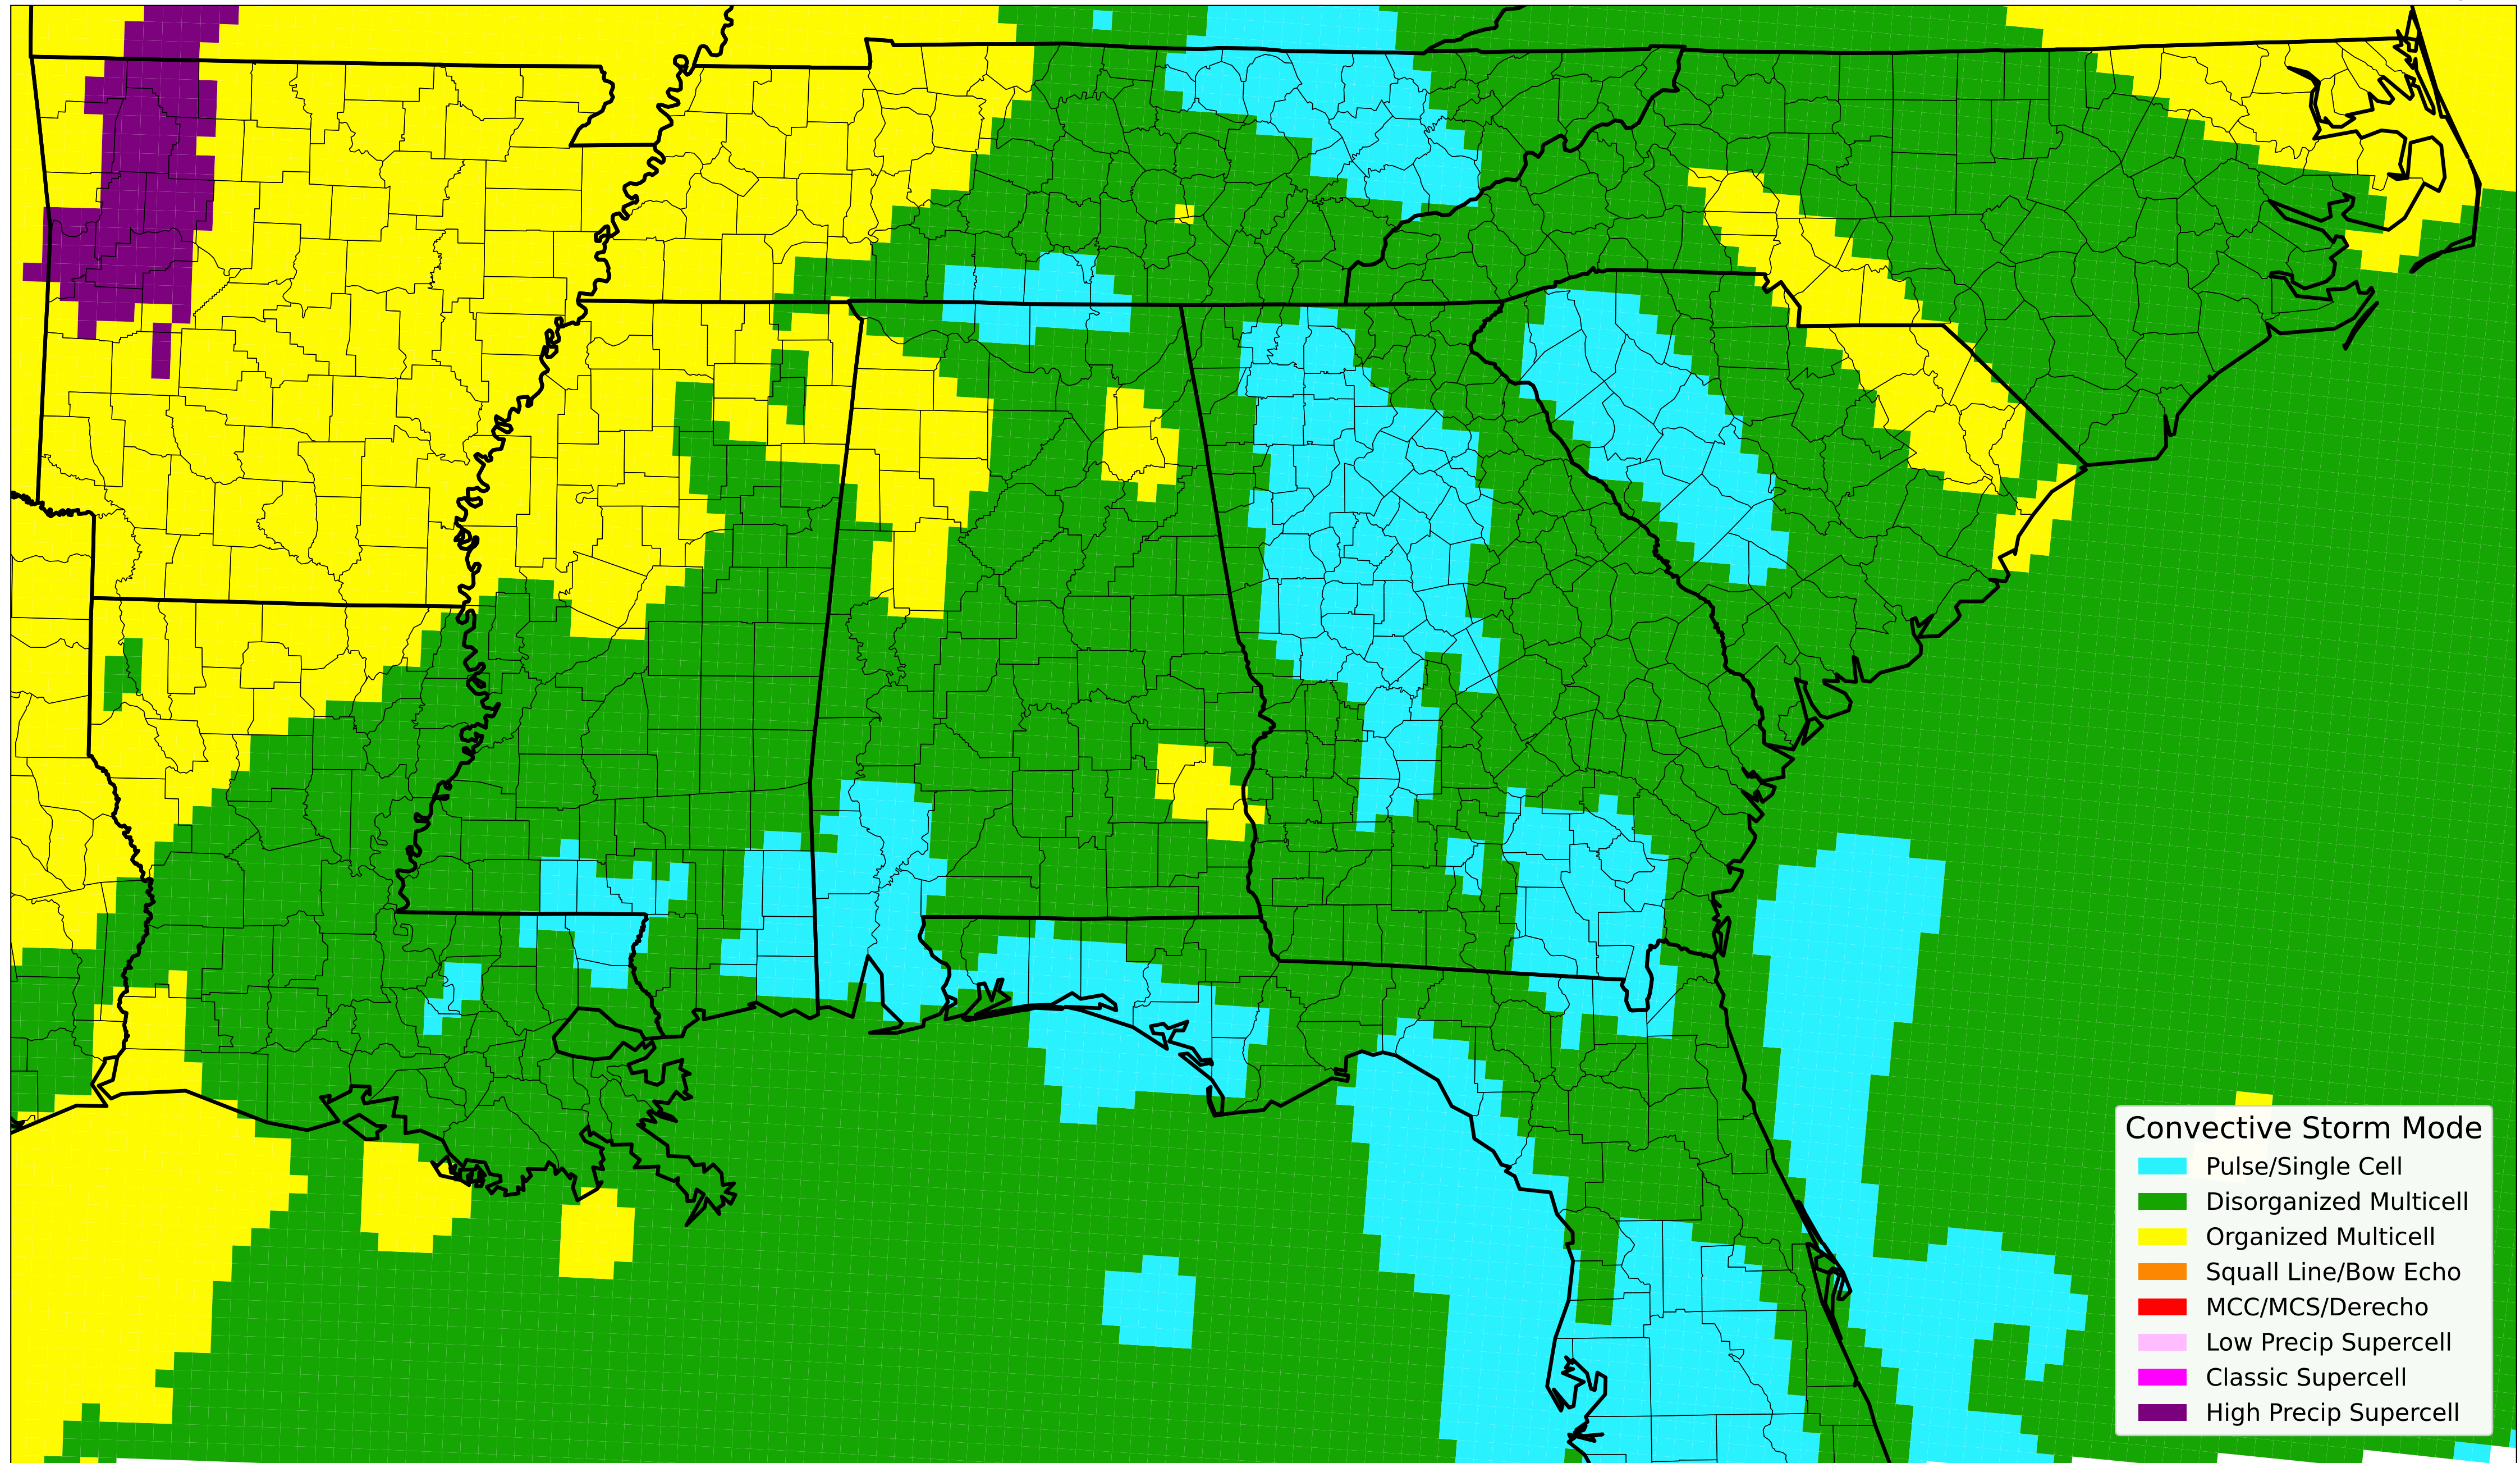 Convective Storm Mode
Pulse/Single Cell
Disorganized Multicell
Organized Multicell
Squall Line/Bow Echo
MCC/MCS/Derecho
Low Precip Supercell
Classic Supercell
High Precip Supercell